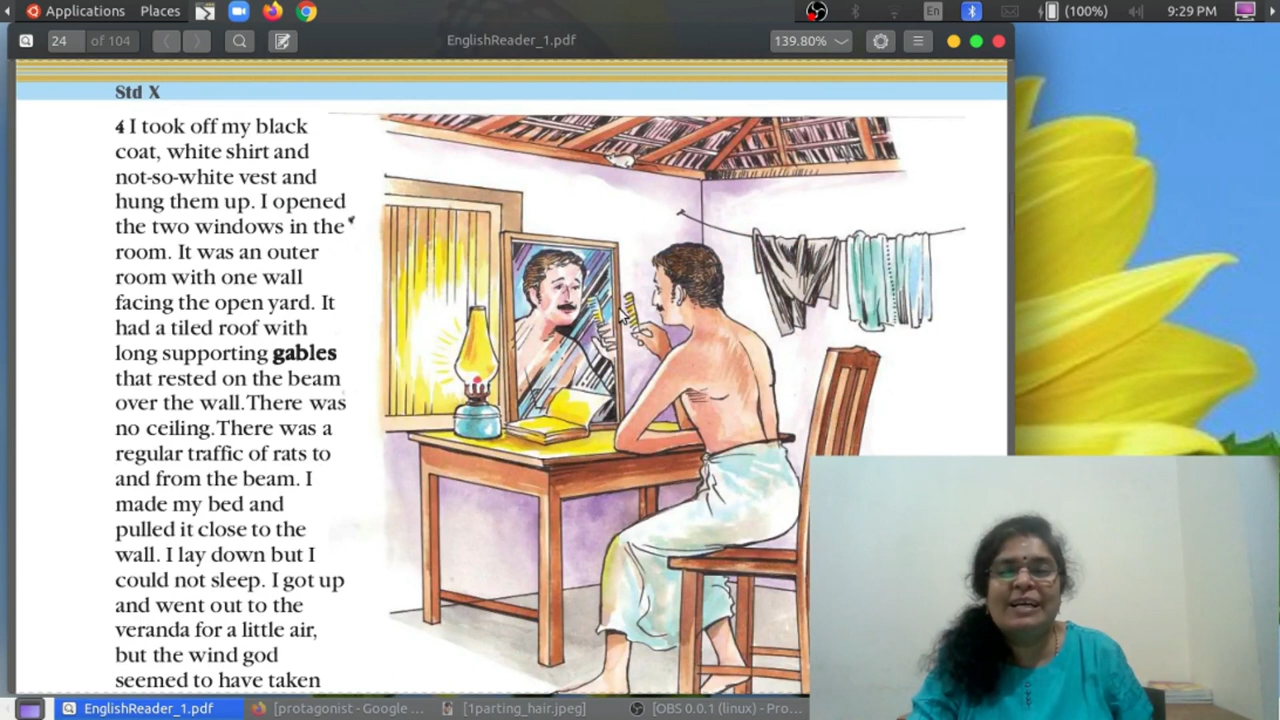 Applications Places En (100%) 9:29 PM
24 of 104 EnglishReader_1.pdf 139.80%
Std X
4 I took off my black
coat, white shirt and
not-so-white vest and
hung them up. I opened
the two windows in the
room. It was an outer
room with one wall
facing the open yard. It
had a tiled roof with
long supporting gables
that rested on the beam
over the wall.There was
no ceiling.There was a
regular traffic of rats to
and from the beam. I
made my bed and
pulled it close to the
wall. I lay down but I
could not sleep. I got up
and went out to the
veranda for a little air,
but the wind god
seemed to have taken
EnglishReader_1.pdf [protagonist - Google ... [1parting_hair.jpeg] [OBS 0.0.1 (linux) - Pro...